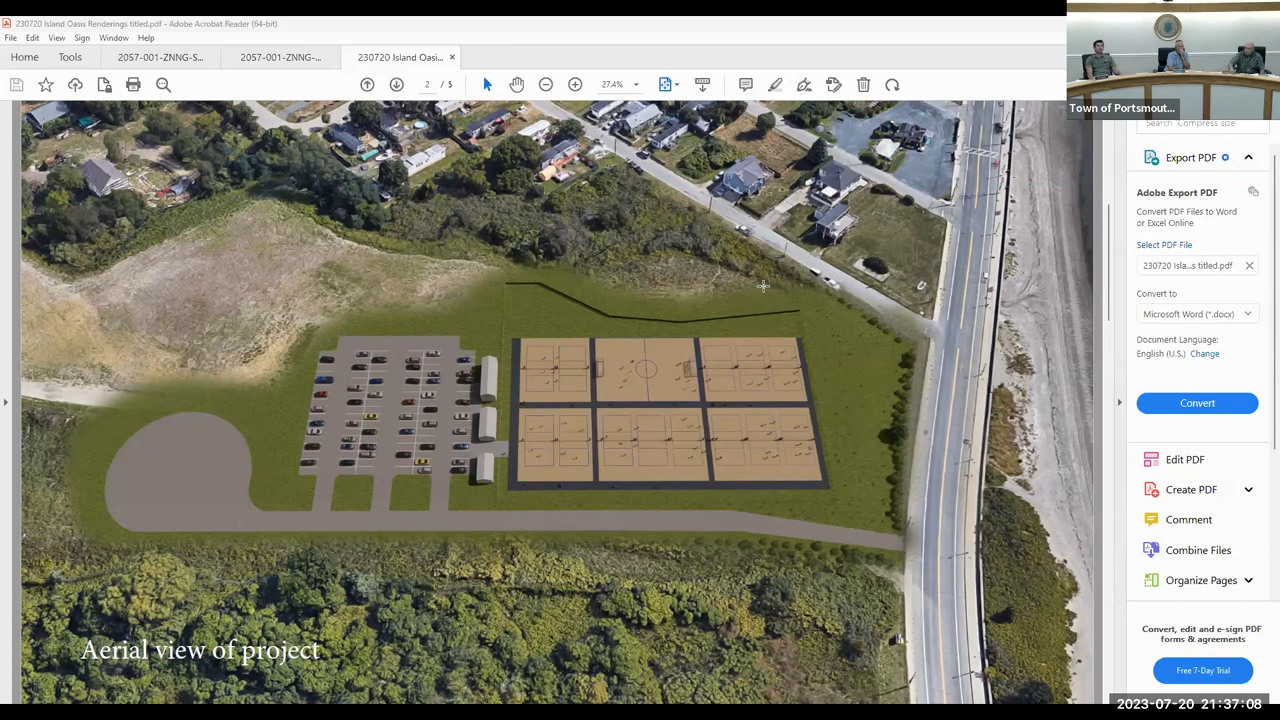 230720 Island Oasis Renderings titled.pdf - Adobe Acrobat Reader (64-bit)
File Edit View Sign Window Help
Home Tools 2057-001-ZNNG-S... 2057-001-ZNNG-... 230720 Island Oasi... ×
2 / 5 27.4%
Town of Portsmout...
Search 'Compress size'
Export PDF
Adobe Export PDF
Convert PDF Files to Word
or Excel Online
Select PDF File
230720 Isla...s titled.pdf
Convert to
Microsoft Word (*.docx)
Document Language:
English (U.S.) Change
Convert
Edit PDF
Create PDF
Comment
Combine Files
Organize Pages
Convert, edit and e-sign PDF
forms & agreements
Free 7-Day Trial
Aerial view of project
2023-07-20 21:37:08